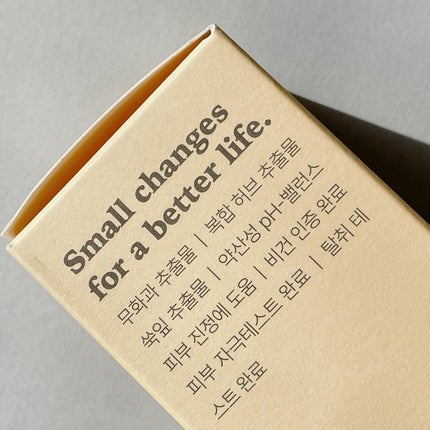 Small changes
for a better life.
무화과 추출물 | 복합 허브 추출물
쑥잎 추출물 | 약산성 pH 밸런스
피부 진정에 도움 | 비건 인증 완료
피부 자극테스트 완료 | 탈취 테
스트 완료